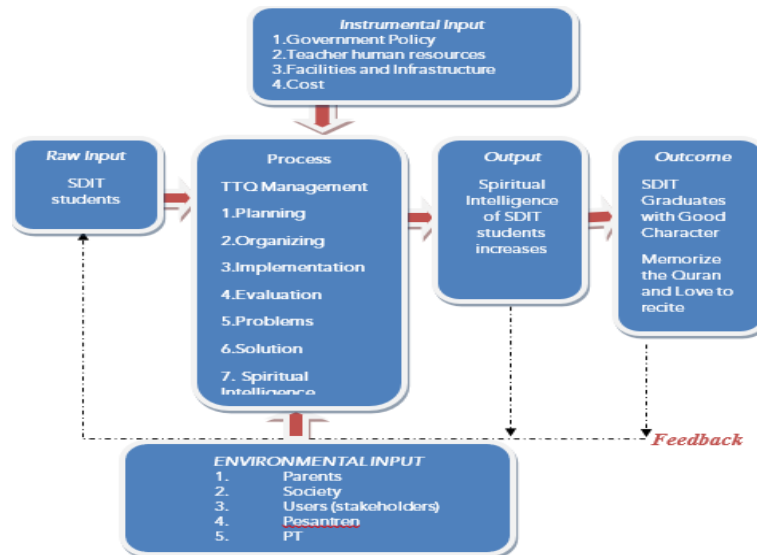 Instrumental Input
1.Government Policy
2.Teacher human resources
3.Facilities and Infrastructure
4.Cost
Raw Input
SDIT
students
Process
TTQ Management
1.Planning
2.Organizing
3.Implementation
4.Evaluation
5.Problems
6.Solution
7. Spiritual
Intelligence
Output
Spiritual
Intelligence
of SDIT
students
increases
Outcome
SDIT
Graduates
with Good
Character
Memorize
the Quran
and Love to
recite
Feedback
ENVIRONMENTAL INPUT
1. Parents
2. Society
3. Users (stakeholders)
4. Pesantren
5. PT